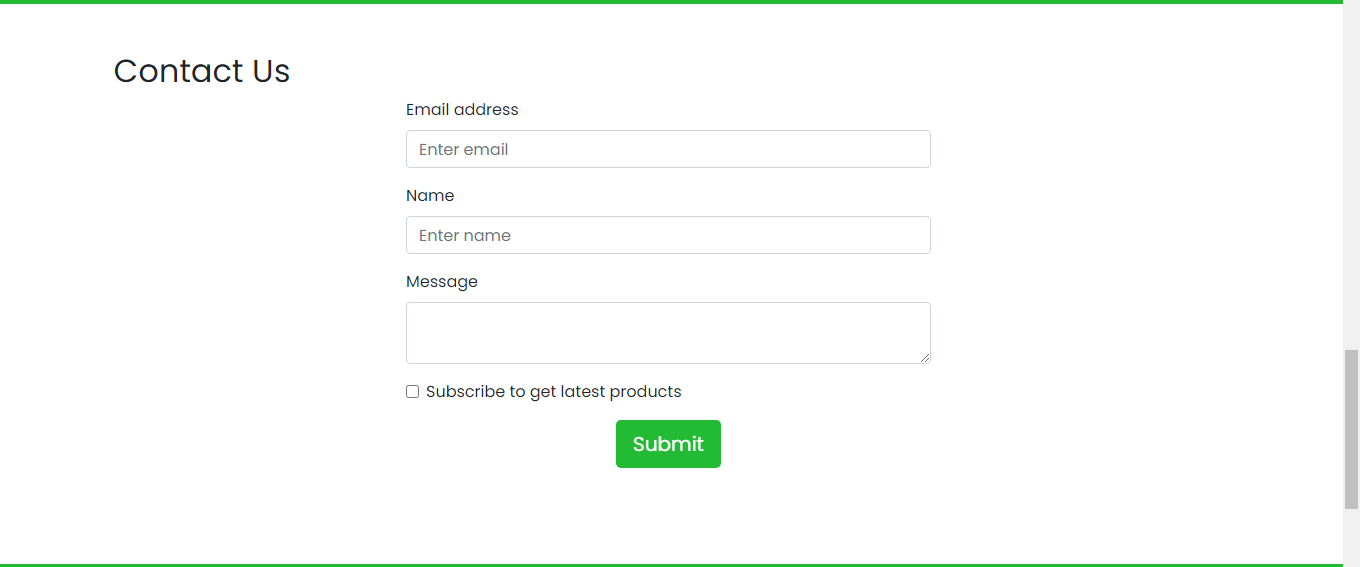 Contact Us
Email address
Enter email
Name
Enter name
Message
Subscribe to get latest products
Submit